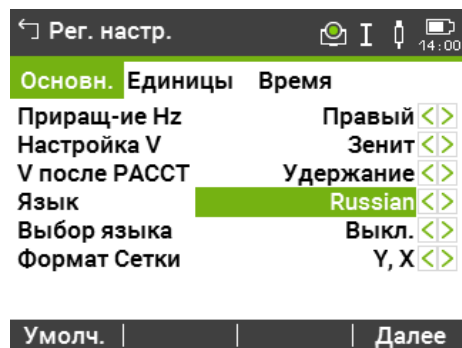 Рег. настр. I 14:00
Основн. Единицы Время
Приращ-ие Hz Правый < >
Настройка V Зенит < >
V после РАССТ Удержание < >
Язык Russian < >
Выбор языка Выкл. < >
Формат Сетки Y, X < >
Умолч. | | | Далее